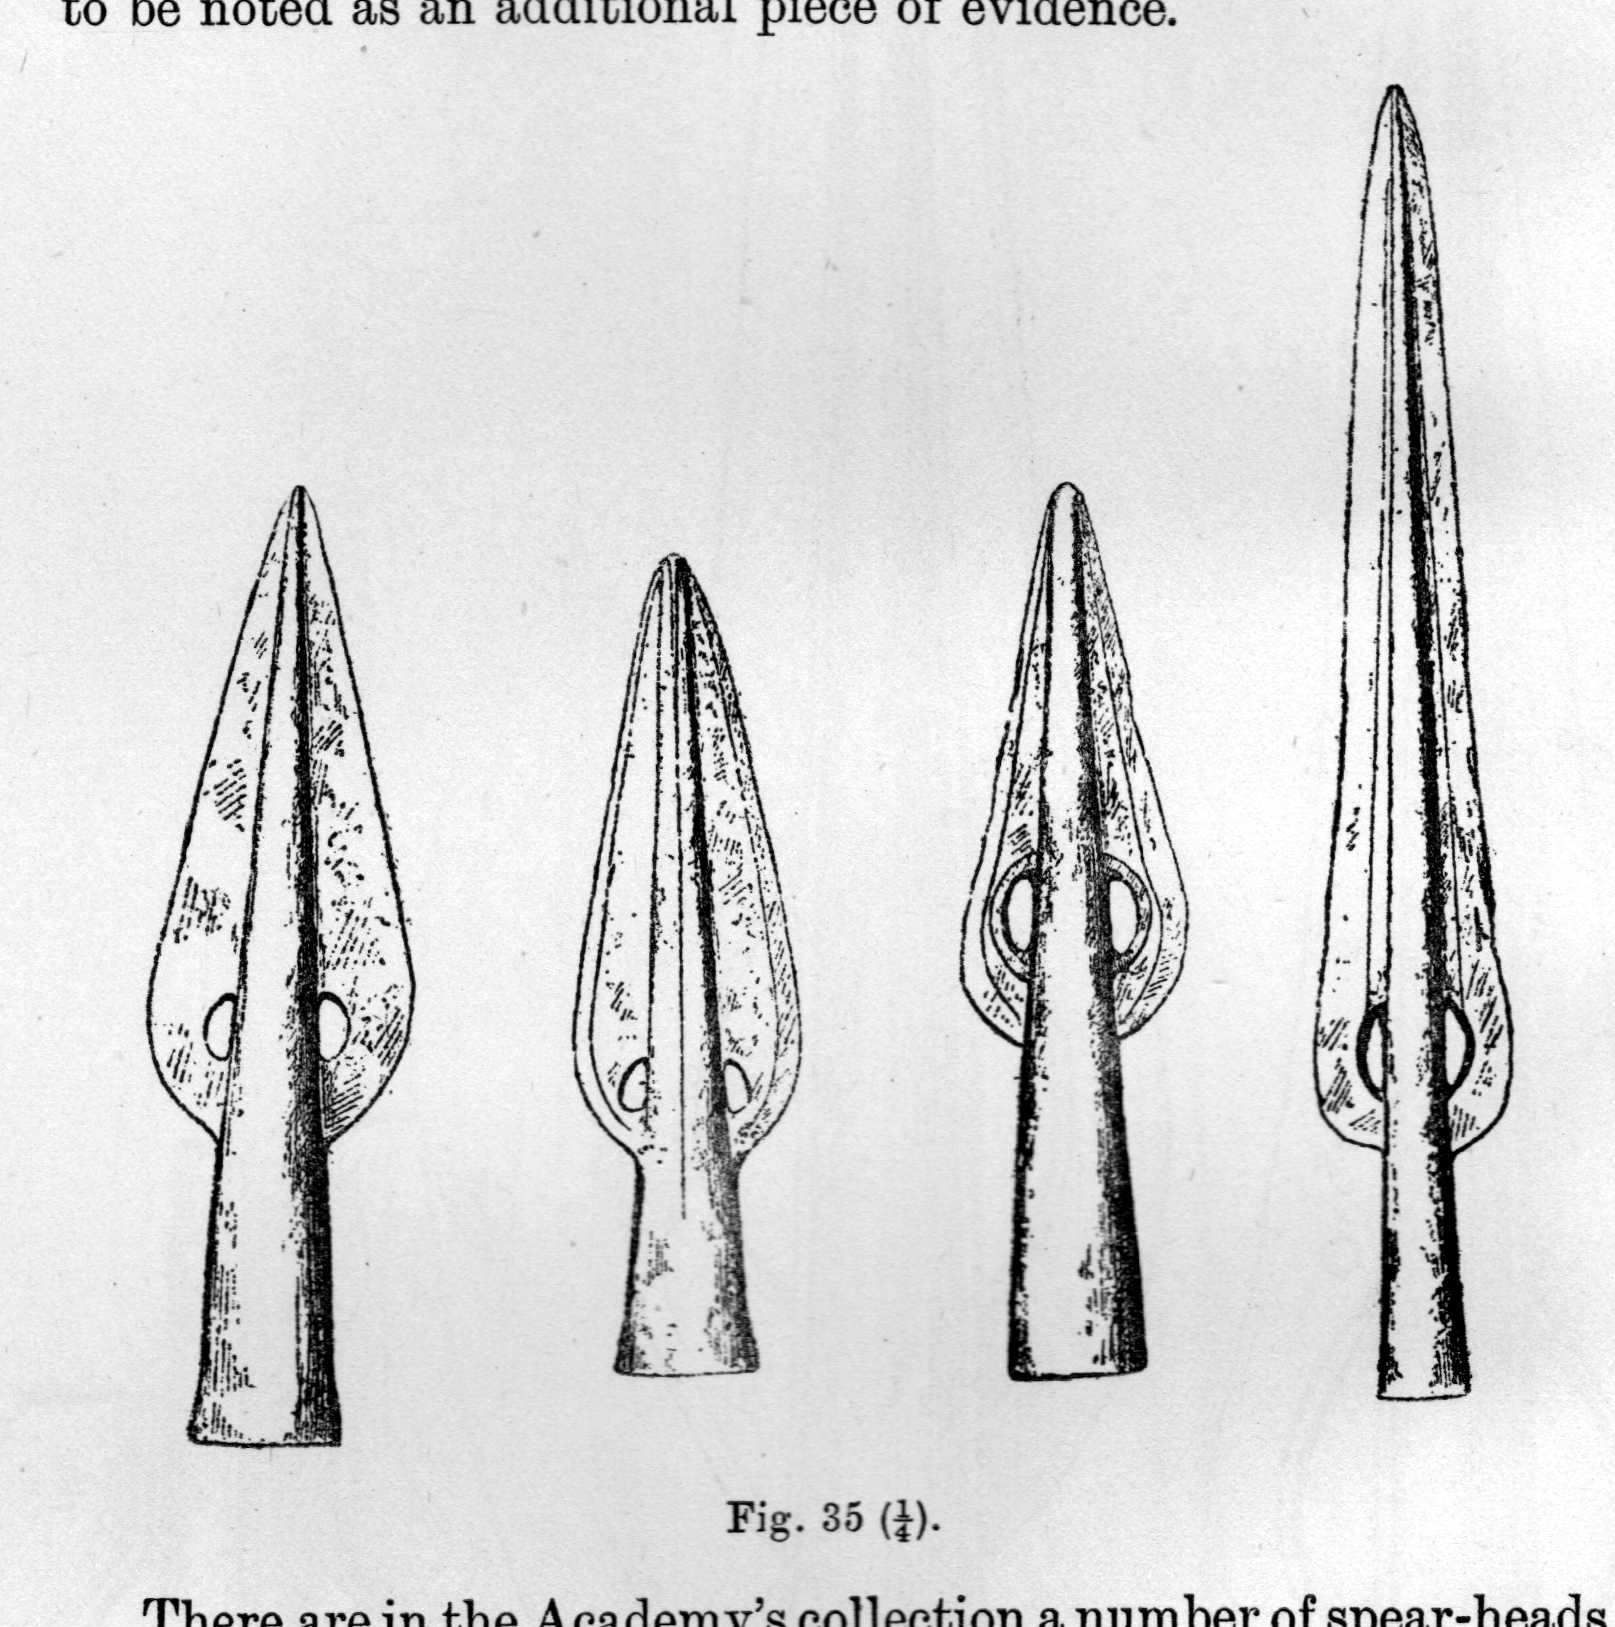 to be noted as an additional piece of evidence.
Fig. 35 (¼).
There are in the Academy's collection a number of spear-heads